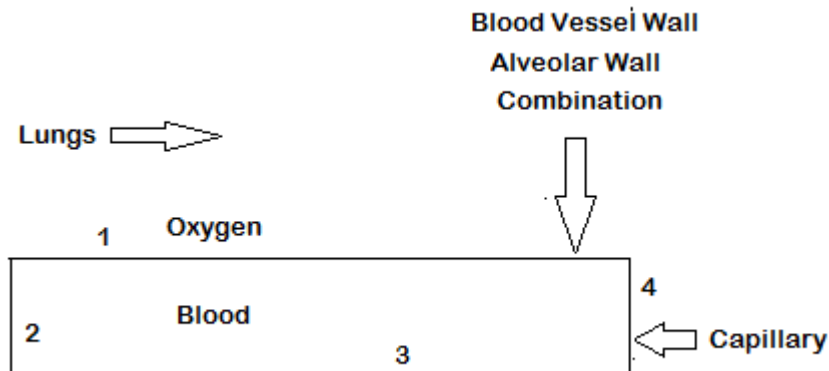 Blood Vessel Wall
Alveolar Wall
Combination
Lungs
Oxygen
1
4
Blood
2
Capillary
3